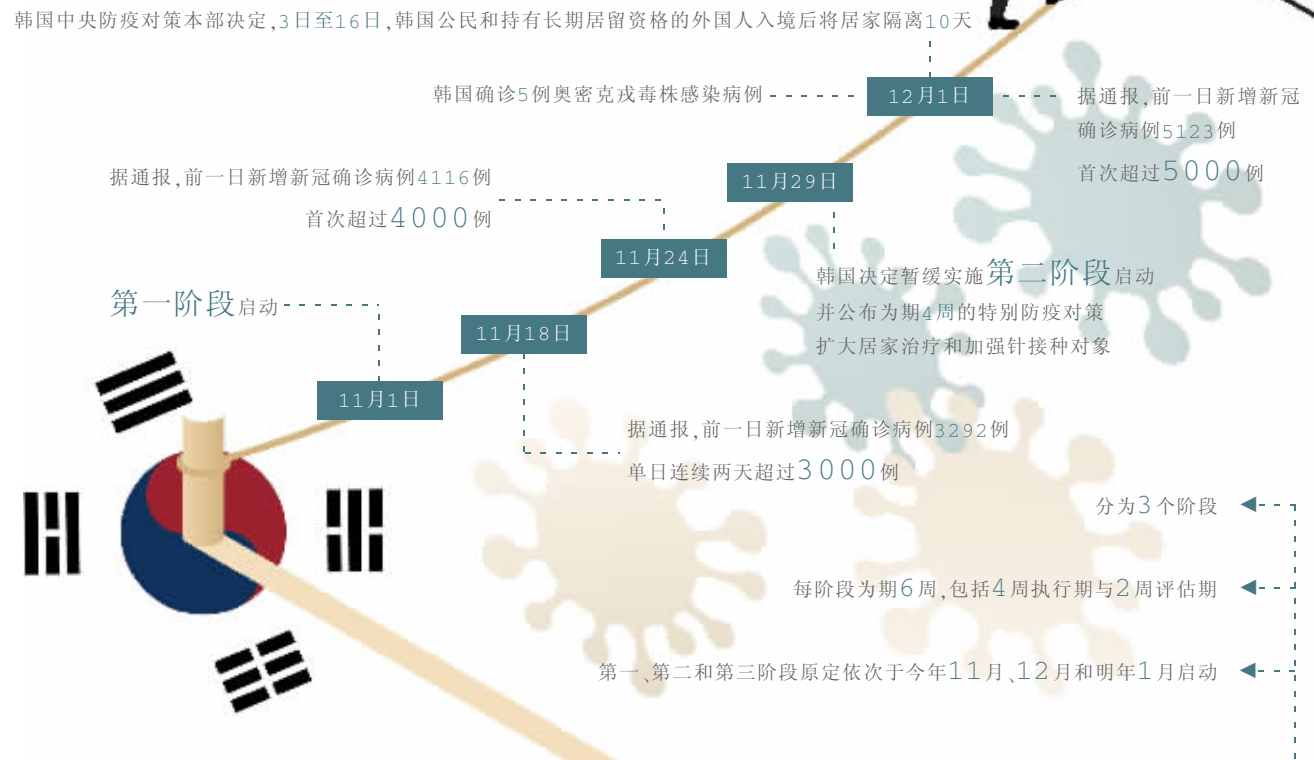 韩国中央防疫对策本部决定,3日至16日,韩国公民和持有长期居留资格的外国人入境后将居家隔离10天
韩国确诊5例奥密克戎毒株感染病例
12月1日
据通报,前一日新增新冠
确诊病例5123例
首次超过5000例
据通报,前一日新增新冠确诊病例4116例
首次超过4000例
11月29日
11月24日
韩国决定暂缓实施第二阶段启动
并公布为期4周的特别防疫对策
扩大居家治疗和加强针接种对象
第一阶段启动
11月18日
11月1日
据通报,前一日新增新冠确诊病例3292例
单日连续两天超过3000例
分为3个阶段
每阶段为期6周,包括4周执行期与2周评估期
第一、第二和第三阶段原定依次于今年11月、12月和明年1月启动